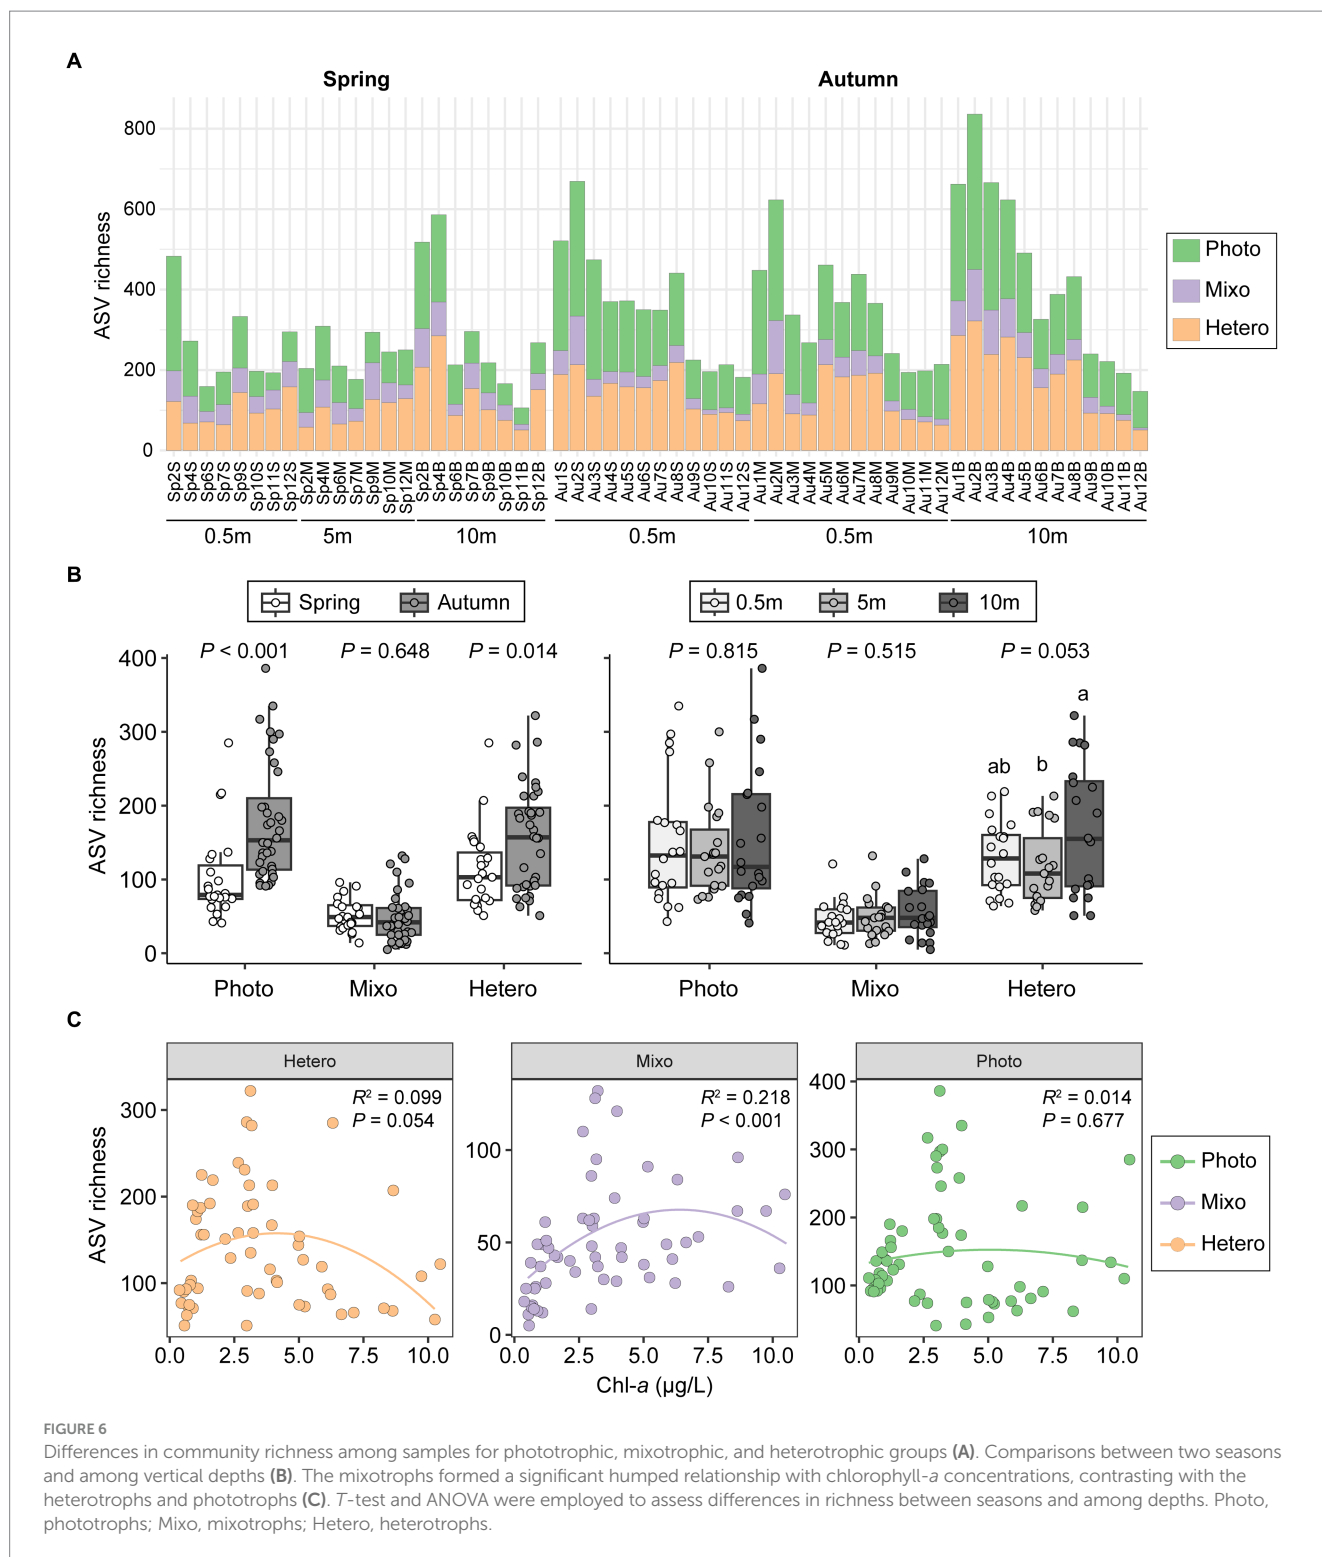 A
Spring
Autumn
800
600
400
200
0
ASV richness
Photo
Mixo
Hetero
Sp2S
Sp4S
Sp6S
Sp7S
Sp9S
Sp10S
Sp11S
Sp12S
Sp2M
Sp4M
Sp6M
Sp7M
Sp9M
Sp10M
Sp12M
Sp2B
Sp4B
Sp6B
Sp7B
Sp9B
Sp10B
Sp11B
Sp12B
Au1S
Au2S
Au3S
Au4S
Au5S
Au6S
Au7S
Au8S
Au9S
Au10S
Au11S
Au12S
Au1M
Au2M
Au3M
Au4M
Au5M
Au6M
Au7M
Au8M
Au9M
Au10M
Au11M
Au12M
Au1B
Au2B
Au3B
Au4B
Au5B
Au6B
Au7B
Au8B
Au9B
Au10B
Au11B
Au12B
0.5m 5m 10m 0.5m 0.5m 10m
B
Spring Autumn
0.5m 5m 10m
P < 0.001 P = 0.648 P = 0.014
P = 0.815 P = 0.515 P = 0.053
400
300
200
100
0
ASV richness
ab b a
Photo Mixo Hetero
Photo Mixo Hetero
C
Hetero
R² = 0.099
P = 0.054
300
200
100
ASV richness
0.0 2.5 5.0 7.5 10.0
Mixo
R² = 0.218
P < 0.001
100
50
0
0.0 2.5 5.0 7.5 10.0
Photo
R² = 0.014
P = 0.677
400
300
200
100
0.0 2.5 5.0 7.5 10.0
Chl-a (µg/L)
Photo
Mixo
Hetero
FIGURE 6
Differences in community richness among samples for phototrophic, mixotrophic, and heterotrophic groups (A). Comparisons between two seasons
and among vertical depths (B). The mixotrophs formed a significant humped relationship with chlorophyll-a concentrations, contrasting with the
heterotrophs and phototrophs (C). T-test and ANOVA were employed to assess differences in richness between seasons and among depths. Photo,
phototrophs; Mixo, mixotrophs; Hetero, heterotrophs.